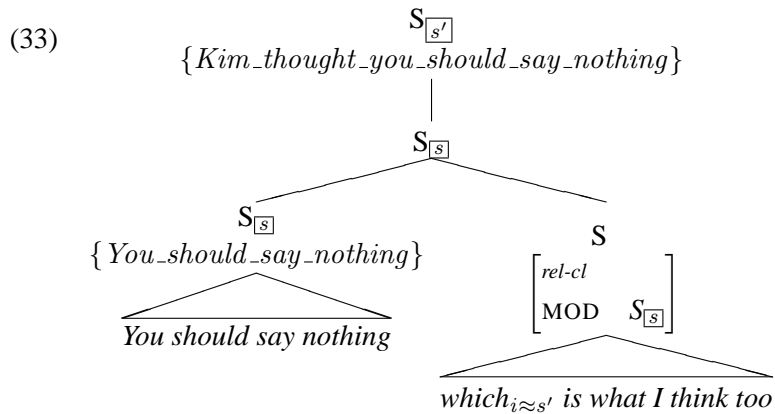 (33)
S[s′]
{Kim_thought_you_should_say_nothing}
S[s]
S[s]
{You_should_say_nothing}
S
[rel-cl
MOD S[s]]
You should say nothing
which i≈s′ is what I think too